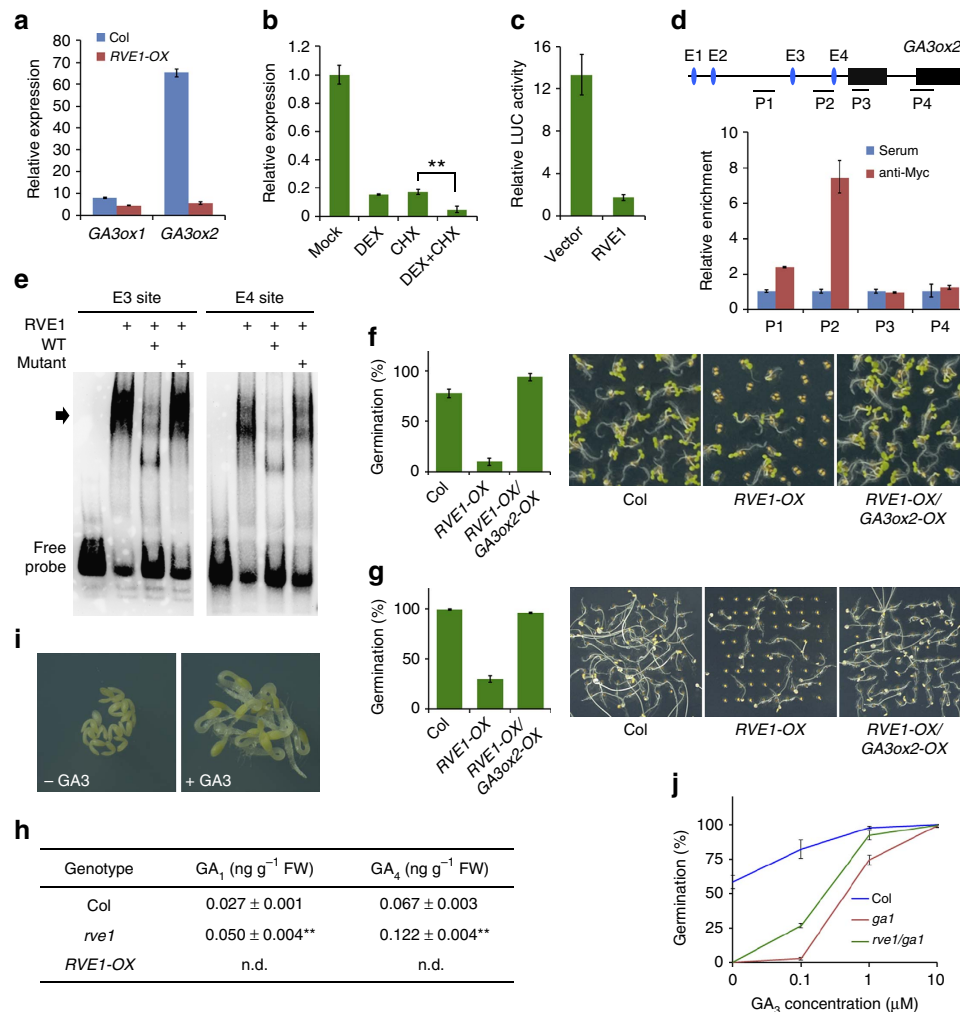 a
Col
RVE1-OX
Relative expression
80
70
60
50
40
30
20
10
0
GA3ox1
GA3ox2
b
Relative expression
1.2
1.0
0.8
0.6
0.4
0.2
0
**
Mock
DEX
CHX
DEX+CHX
c
Relative LUC activity
16
12
8
4
0
Vector
RVE1
d
GA3ox2
E1 E2 E3 E4
P1 P2 P3 P4
Relative enrichment
10
8
6
4
2
0
Serum
anti-Myc
P1 P2 P3 P4
e
E3 site E4 site
RVE1 + + + + + +
WT + +
Mutant + +
Free
probe
f
Germination (%)
100
50
0
Col
RVE1-OX
RVE1-OX/
GA3ox2-OX
Col
RVE1-OX
RVE1-OX/
GA3ox2-OX
g
Germination (%)
100
50
0
Col
RVE1-OX
RVE1-OX/
GA3ox2-OX
Col
RVE1-OX
RVE1-OX/
GA3ox2-OX
i
– GA3
+ GA3
h
Genotype GA₁ (ng g⁻¹ FW) GA₄ (ng g⁻¹ FW)
Col 0.027 ± 0.001 0.067 ± 0.003
rve1 0.050 ± 0.004** 0.122 ± 0.004**
RVE1-OX n.d. n.d.
j
Germination (%)
100
75
50
25
0
Col
ga1
rve1/ga1
0 0.1 1 10
GA₃ concentration (μM)